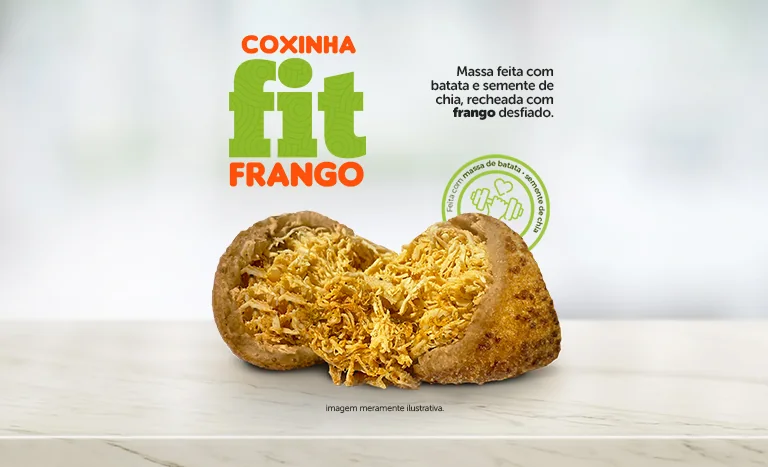 COXINHA
fit
FRANGO
Massa feita com
batata e semente de
chia, recheada com
frango desfiado.
Feita com massa de batata • semente de chia
imagem meramente ilustrativa.